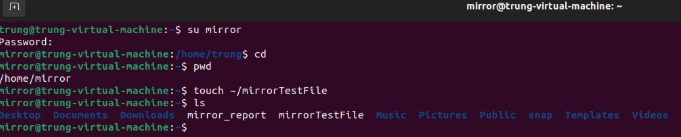 mirror@trung-virtual-machine: ~
trung@trung-virtual-machine:~$ su mirror
Password:
mirror@trung-virtual-machine:/home/trung$ cd
mirror@trung-virtual-machine:~$ pwd
/home/mirror
mirror@trung-virtual-machine:~$ touch ~/mirrorTestFile
mirror@trung-virtual-machine:~$ ls
Desktop  Documents  Downloads  mirror_report  mirrorTestFile  Music  Pictures  Public  snap  Templates  Videos
mirror@trung-virtual-machine:~$